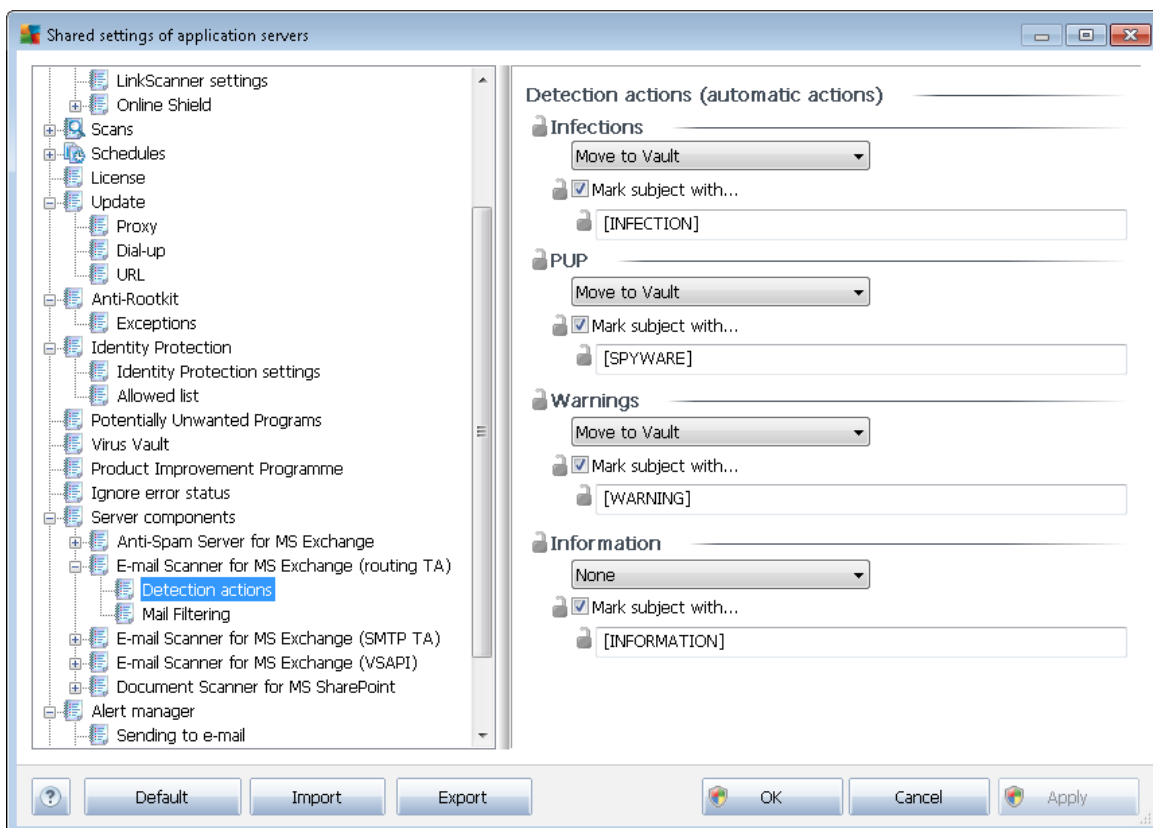 Shared settings of application servers
LinkScanner settings
Online Shield
Scans
Schedules
License
Update
Proxy
Dial-up
URL
Anti-Rootkit
Exceptions
Identity Protection
Identity Protection settings
Allowed list
Potentially Unwanted Programs
Virus Vault
Product Improvement Programme
Ignore error status
Server components
Anti-Spam Server for MS Exchange
E-mail Scanner for MS Exchange (routing TA)
Detection actions
Mail Filtering
E-mail Scanner for MS Exchange (SMTP TA)
E-mail Scanner for MS Exchange (VSAPI)
Document Scanner for MS SharePoint
Alert manager
Sending to e-mail
Detection actions (automatic actions)
Infections
Move to Vault
Mark subject with...
[INFECTION]
PUP
Move to Vault
Mark subject with...
[SPYWARE]
Warnings
Move to Vault
Mark subject with...
[WARNING]
Information
None
Mark subject with...
[INFORMATION]
? Default Import Export OK Cancel Apply